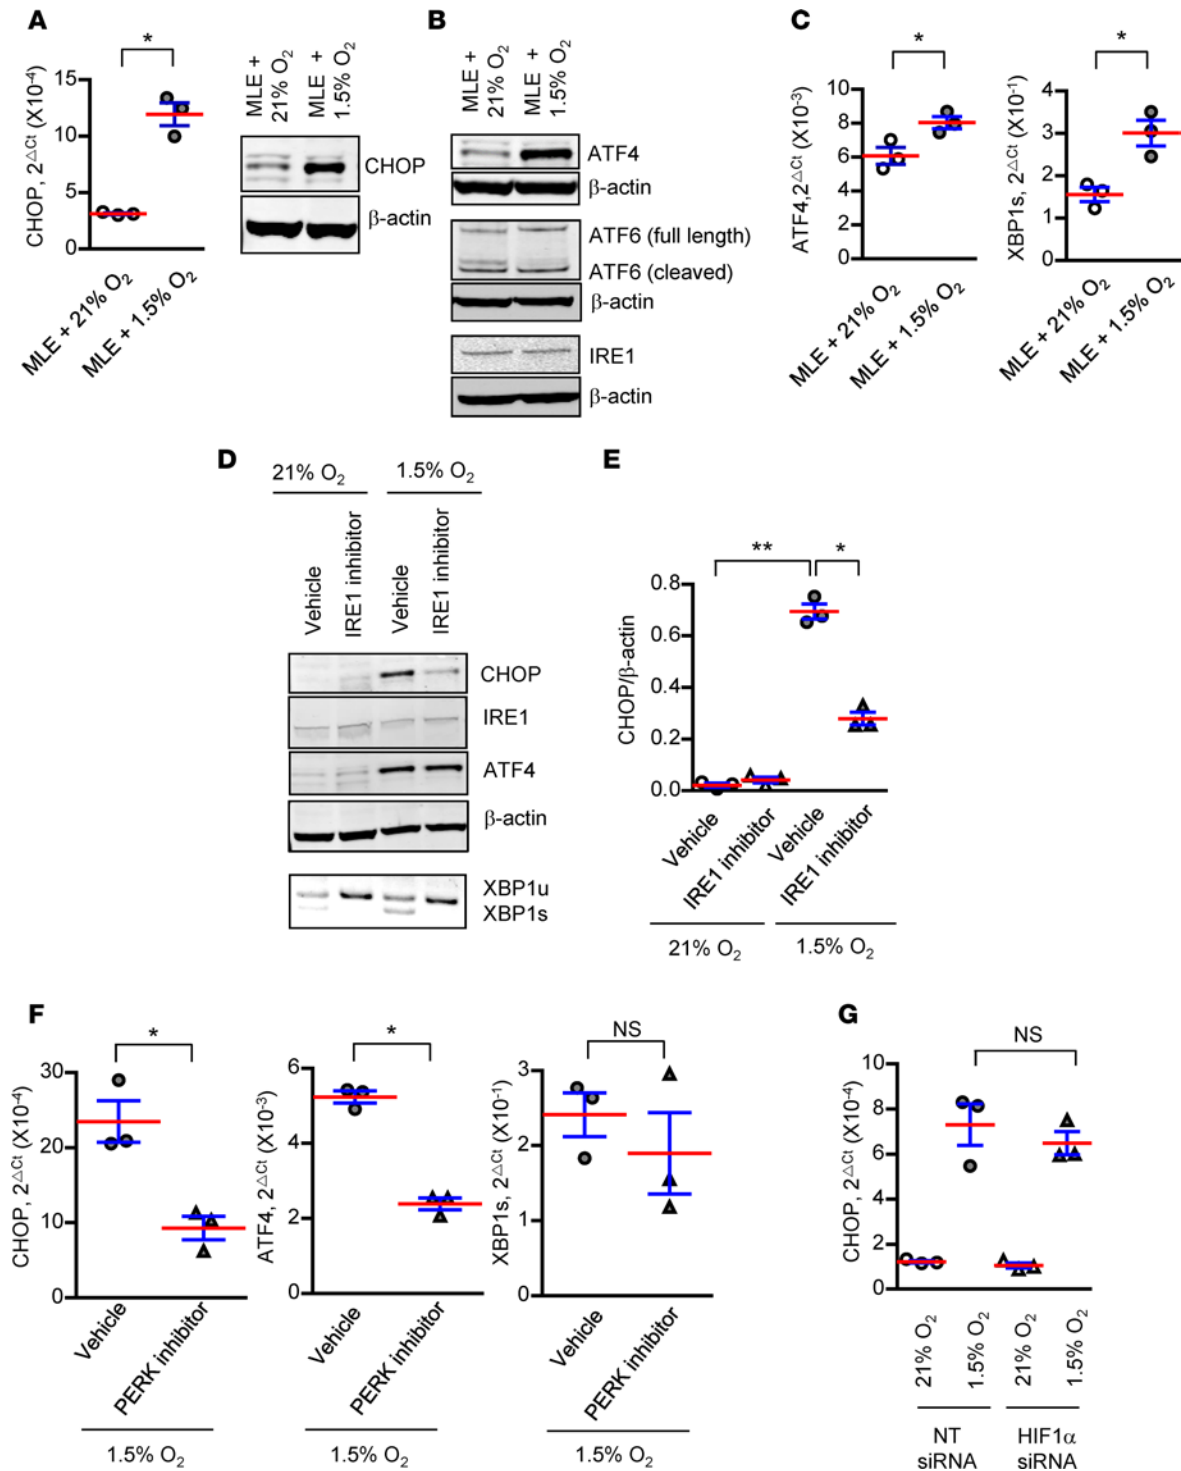 A
*
CHOP, 2△Ct (X10-4)
15
10
5
0
MLE + 21% O2
MLE + 1.5% O2
MLE +
21% O2
MLE +
1.5% O2
CHOP
β-actin
B
MLE +
21% O2
MLE +
1.5% O2
ATF4
β-actin
ATF6 (full length)
ATF6 (cleaved)
β-actin
IRE1
β-actin
C
*
ATF4,2△Ct (X10-3)
10
8
6
4
2
0
MLE + 21% O2
MLE + 1.5% O2
*
XBP1s, 2△Ct (X10-1)
4
3
2
1
0
MLE + 21% O2
MLE + 1.5% O2
D
21% O2
1.5% O2
Vehicle
IRE1 inhibitor
Vehicle
IRE1 inhibitor
CHOP
IRE1
ATF4
β-actin
XBP1u
XBP1s
E
**
*
CHOP/β-actin
0.8
0.6
0.4
0.2
0.0
Vehicle
IRE1 inhibitor
Vehicle
IRE1 inhibitor
21% O2
1.5% O2
F
*
CHOP, 2△Ct (X10-4)
30
20
10
0
Vehicle
PERK inhibitor
1.5% O2
*
ATF4, 2△Ct (X10-3)
6
4
2
0
Vehicle
PERK inhibitor
1.5% O2
NS
XBP1s, 2△Ct (X10-1)
3
2
1
0
Vehicle
PERK inhibitor
1.5% O2
G
NS
CHOP, 2△Ct (X10-4)
10
8
6
4
2
0
21% O2
1.5% O2
21% O2
1.5% O2
NT
siRNA
HIF1α
siRNA